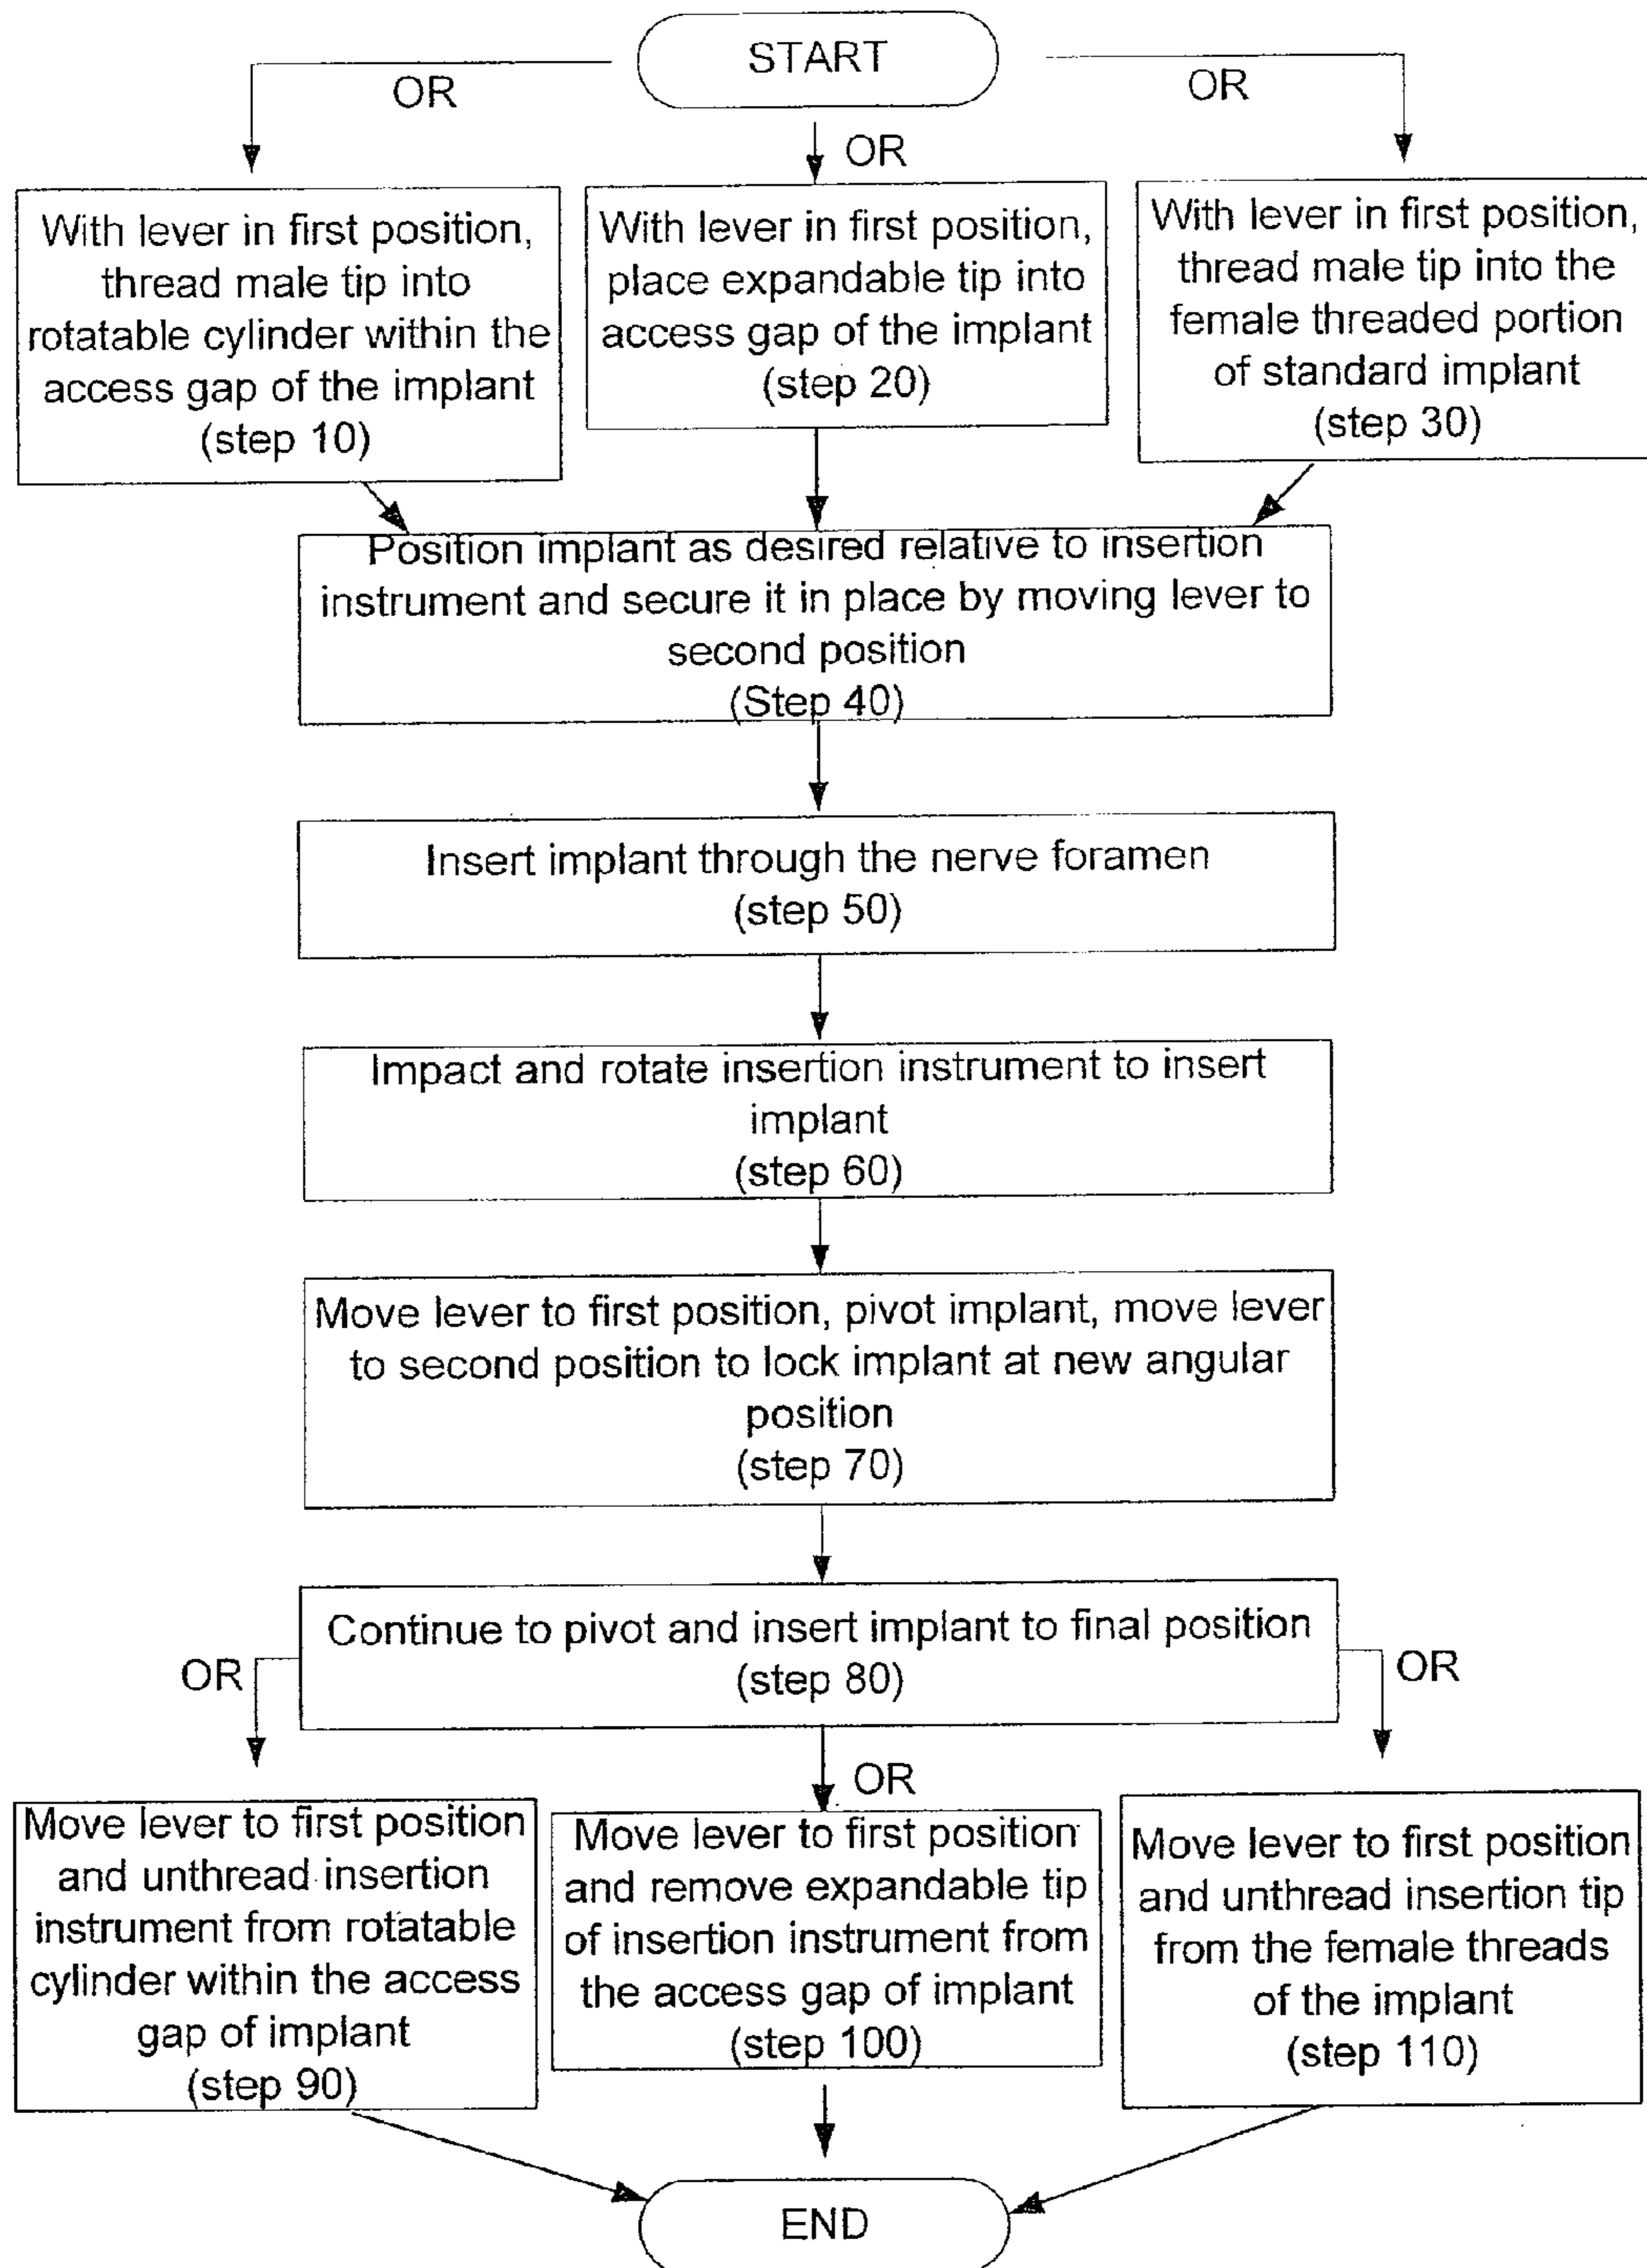 START
OR
OR
OR
With lever in first position,
thread male tip into
rotatable cylinder within the
access gap of the implant
(step 10)
With lever in first position,
place expandable tip into
access gap of the implant
(step 20)
With lever in first position,
thread male tip into the
female threaded portion
of standard implant
(step 30)
Position implant as desired relative to insertion
instrument and secure it in place by moving lever to
second position
(Step 40)
Insert implant through the nerve foramen
(step 50)
Impact and rotate insertion instrument to insert
implant
(step 60)
Move lever to first position, pivot implant, move lever
to second position to lock implant at new angular
position
(step 70)
Continue to pivot and insert implant to final position
(step 80)
OR
OR
OR
Move lever to first position
and unthread insertion
instrument from rotatable
cylinder within the access
gap of implant
(step 90)
Move lever to first position
and remove expandable tip
of insertion instrument from
the access gap of implant
(step 100)
Move lever to first position
and unthread insertion tip
from the female threads
of the implant
(step 110)
END